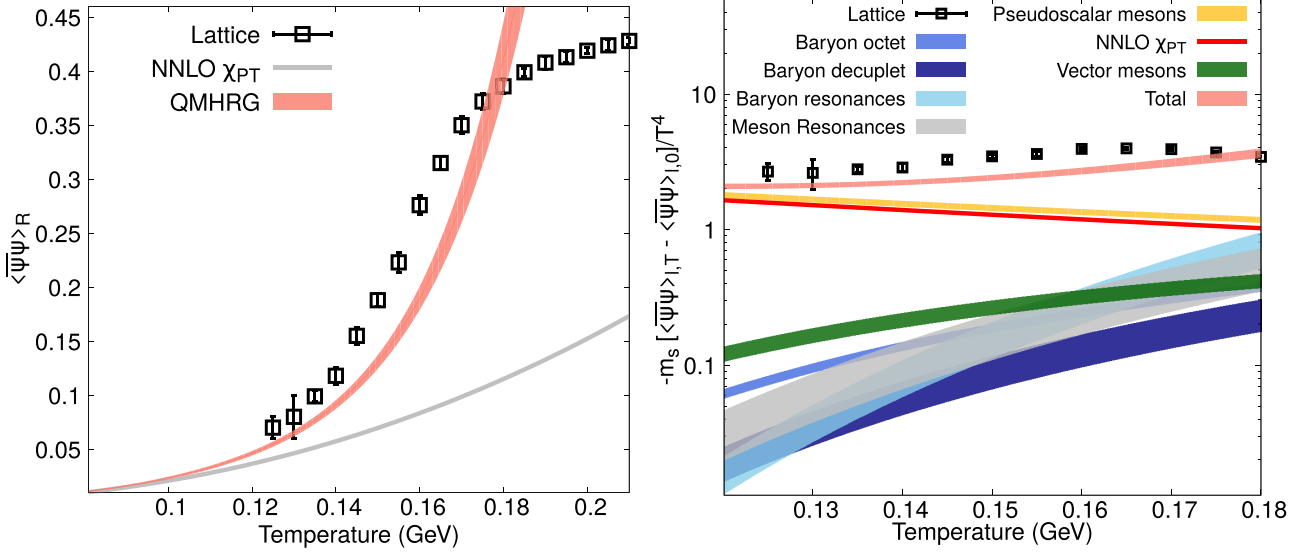 0.45
0.4
0.35
0.3
0.25
0.2
0.15
0.1
0.05
<ψ̅ψ>R
Lattice
NNLO χPT
QMHRG
0.1
0.12
0.14
0.16
0.18
0.2
Temperature (GeV)
10
1
0.1
-ms [<ψ̅ψ>l,T - <ψ̅ψ>l,0]/T4
Lattice
Baryon octet
Baryon decuplet
Baryon resonances
Meson Resonances
Pseudoscalar mesons
NNLO χPT
Vector mesons
Total
0.13
0.14
0.15
0.16
0.17
0.18
Temperature (GeV)